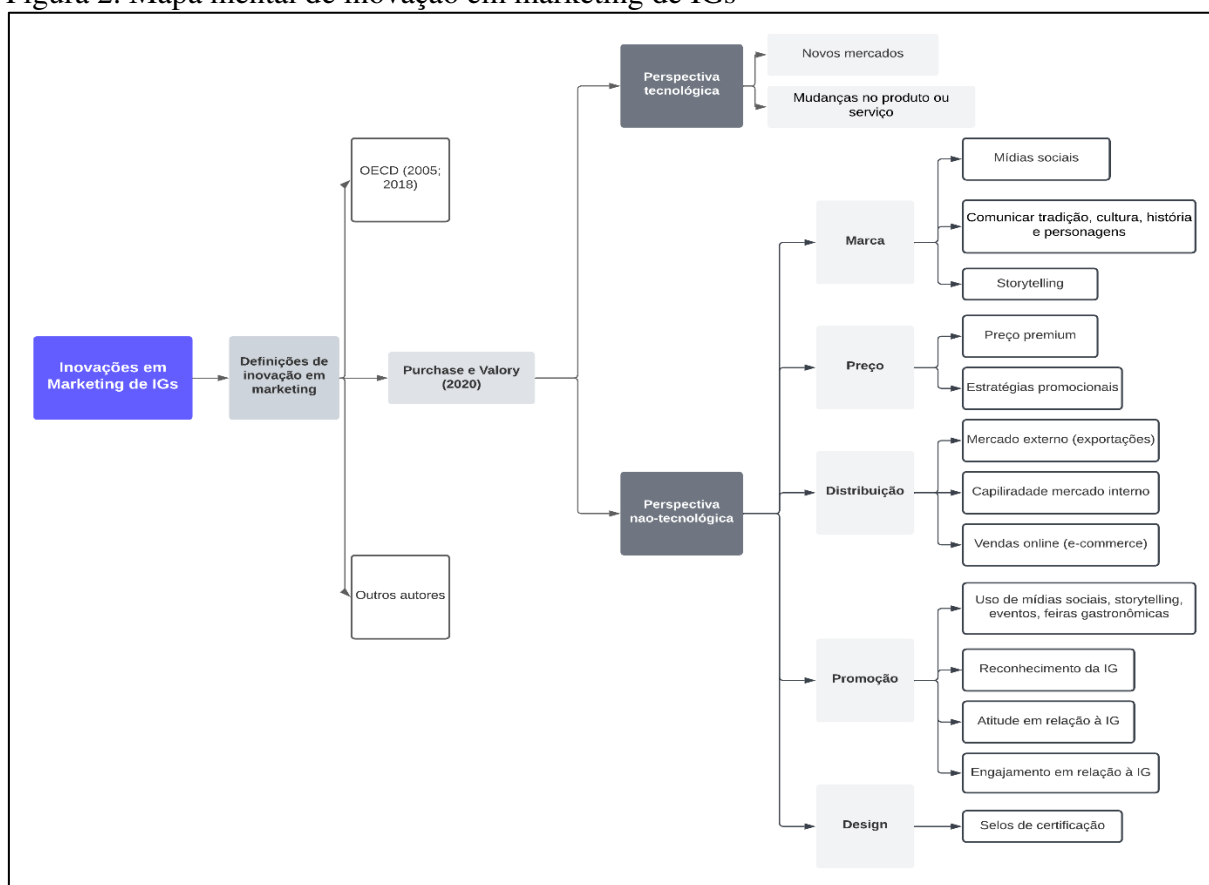 Figura 2. Mapa mental de inovação em marketing de IGs
Novos mercados
Perspectiva
tecnológica
Mudanças no produto ou
serviço
OECD (2005;
2018)
Mídias sociais
Comunicar tradição, cultura, história
e personagens
Marca
Storytelling
Inovações em
Marketing de IGs
Definições de
inovação em
marketing
Purchase e Valory
(2020)
Preço premium
Preço
Estratégias promocionais
Mercado externo (exportações)
Perspectiva
nao-tecnológica
Distribuição
Capiliradade mercado interno
Vendas online (e-commerce)
Outros autores
Uso de mídias sociais, storytelling,
eventos, feiras gastronômicas
Promoção
Reconhecimento da IG
Atitude em relação à IG
Engajamento em relação à IG
Design
Selos de certificação